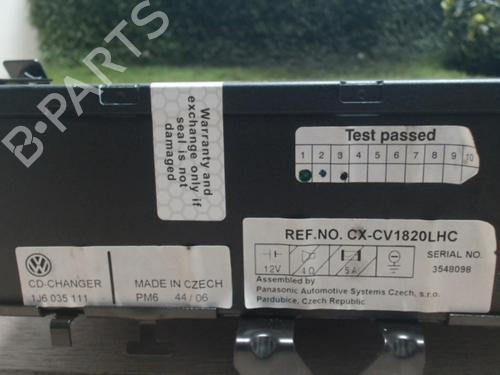 B-PARTS
Warranty and
exchange only if
seal is not
damaged
Test passed
1 2 3 4 5 6 7 8 9 10
REF.NO. CX-CV1820LHC
12V 4Ω 5A
SERIAL NO.
3548098
Assembled by
Panasonic Automotive Systems Czech, s.r.o.
Pardubice, Czech Republic
CD-CHANGER
1J6 035 111
MADE IN CZECH
PM6 44 / 06